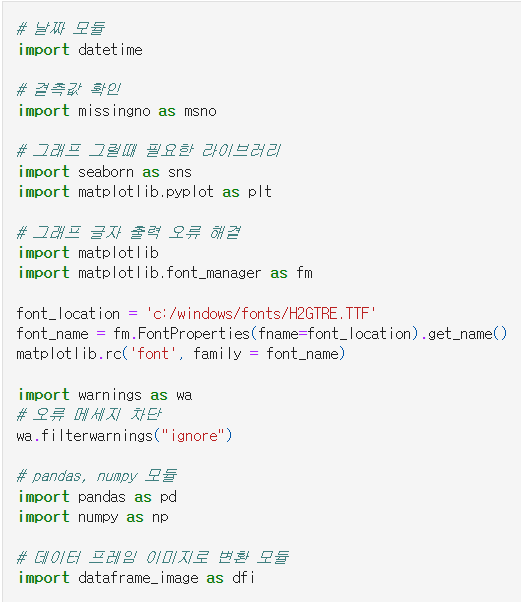 # 날짜 모듈
import datetime
# 결측값 확인
import missingno as msno
# 그래프 그릴때 필요한 라이브러리
import seaborn as sns
import matplotlib.pyplot as plt
# 그래프 글자 출력 오류 해결
import matplotlib
import matplotlib.font_manager as fm
font_location = 'c:/windows/fonts/H2GTRE.TTF'
font_name = fm.FontProperties(fname=font_location).get_name()
matplotlib.rc('font', family = font_name)
import warnings as wa
# 오류 메세지 차단
wa.filterwarnings("ignore")
# pandas, numpy 모듈
import pandas as pd
import numpy as np
# 데이터 프레임 이미지로 변환 모듈
import dataframe_image as dfi